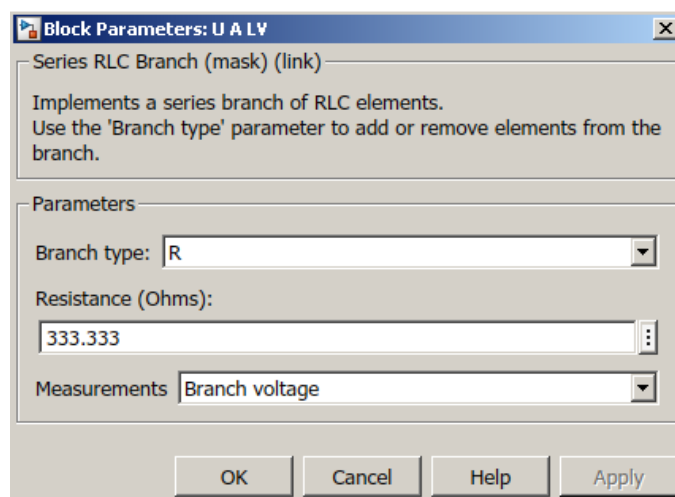 Block Parameters: U A LV
Series RLC Branch (mask) (link)
Implements a series branch of RLC elements.
Use the 'Branch type' parameter to add or remove elements from the
branch.
Parameters
Branch type: R
Resistance (Ohms):
333.333
Measurements Branch voltage
OK Cancel Help Apply